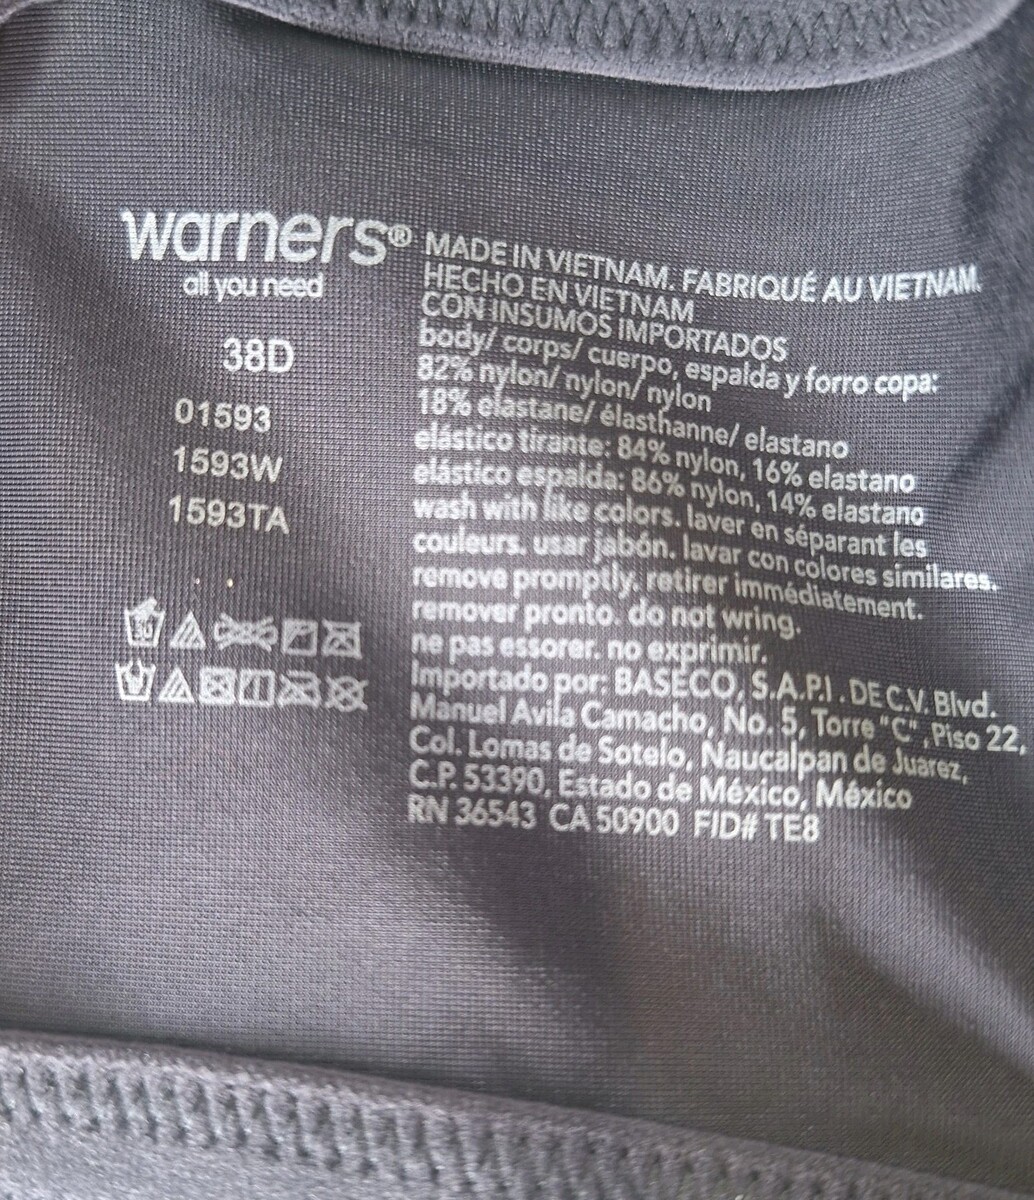 warners®
all you need
38D
01593
1593W
1593TA
MADE IN VIETNAM. FABRIQUÉ AU VIETNAM.
HECHO EN VIETNAM
CON INSUMOS IMPORTADOS
body/ corps/ cuerpo, espalda y forro copa:
82% nylon/ nylon/ nylon
18% elastane/ élasthanne/ elastano
elástico tirante: 84% nylon, 16% elastano
elástico espalda: 86% nylon, 14% elastano
wash with like colors. laver en séparant les
couleurs. usar jabón. lavar con colores similares.
remove promptly. retirer immédiatement.
remover pronto. do not wring.
ne pas essorer. no exprimir.
Importado por: BASECO, S.A.P.I . DE C.V. Blvd.
Manuel Avila Camacho, No. 5, Torre "C" ,Piso 22,
Col. Lomas de Sotelo, Naucalpan de Juarez,
C.P. 53390, Estado de México, México
RN 36543 CA 50900 FID# TE8